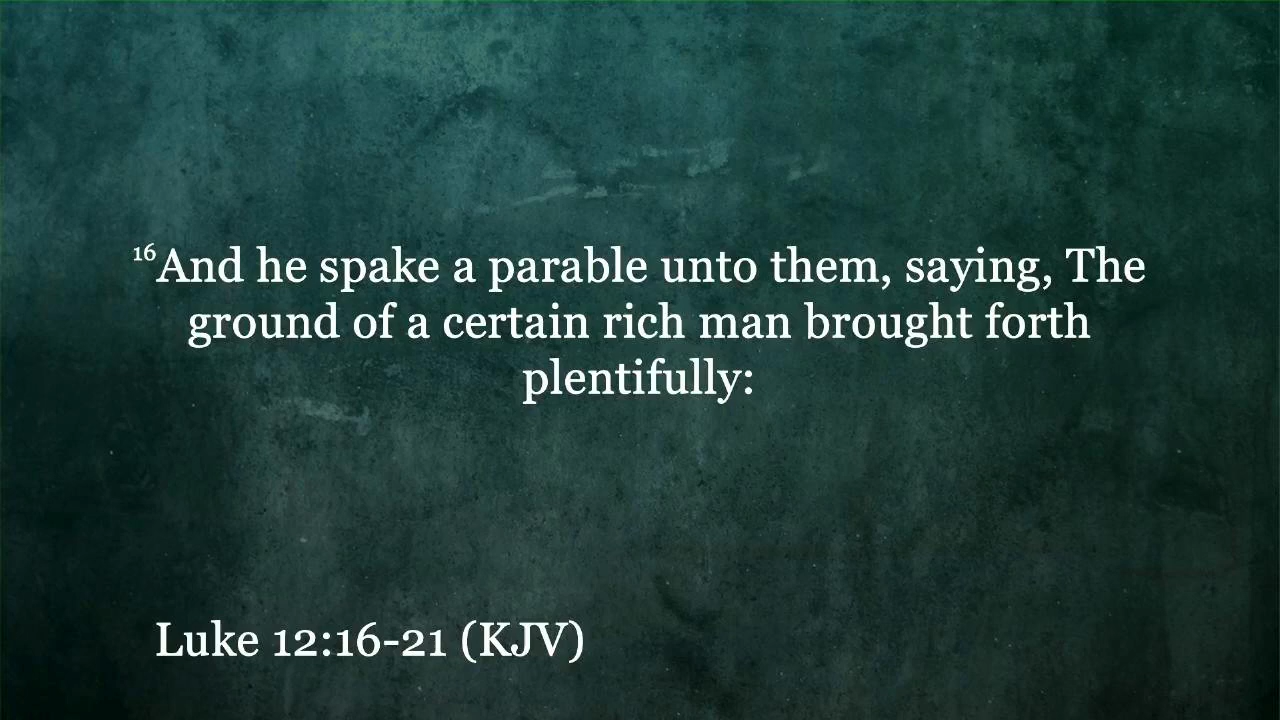 16And he spake a parable unto them, saying, The
ground of a certain rich man brought forth
plentifully:
Luke 12:16-21 (KJV)